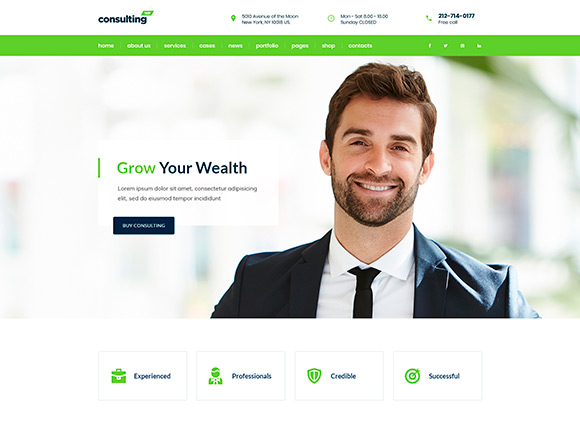 consulting
5010 Avenue of the Moon
New York, NY 10018 US.
Mon - Sat 8.00 - 18.00
Sunday CLOSED
212-714-0177
Free call
home about us services cases news portfolio pages shop contacts
Grow Your Wealth
Lorem ipsum dolor sit amet, consectetur adipisicing
elit, sed do eiusmod tempor incididunt
BUY CONSULTING
Experienced Professionals Credible Successful